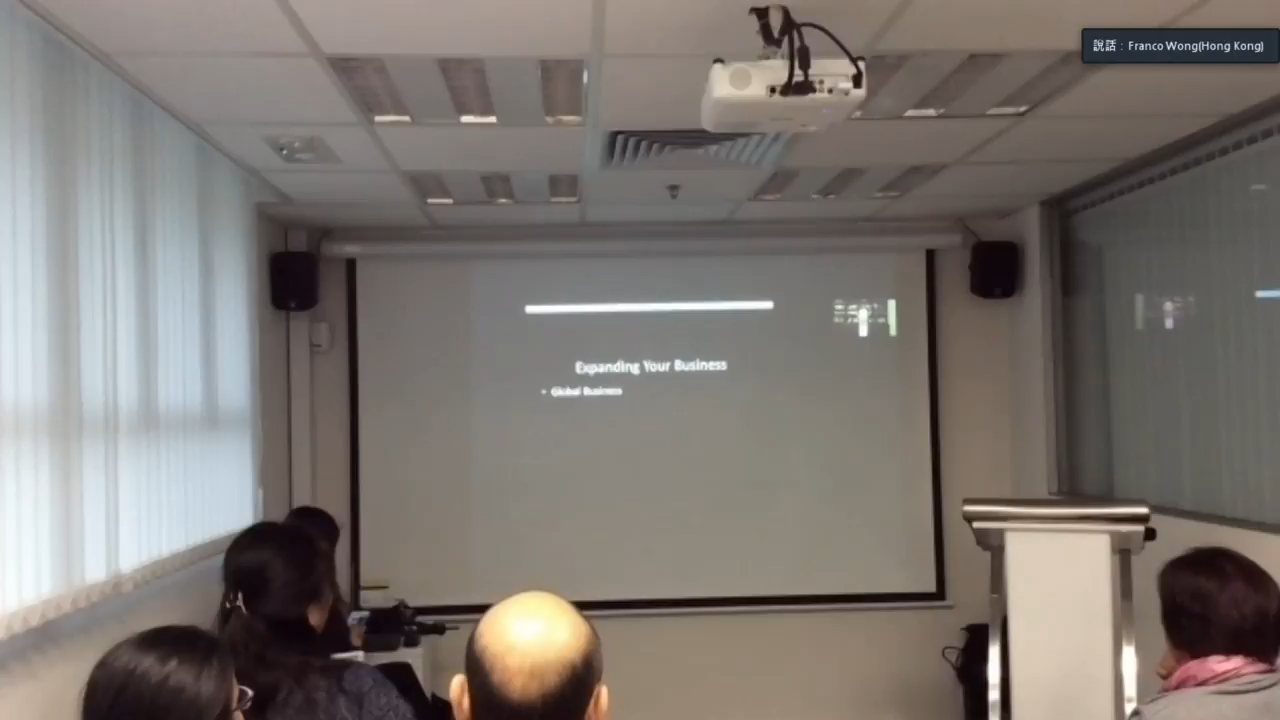 說話：Franco Wong(Hong Kong)
Expanding Your Business
• Global Business